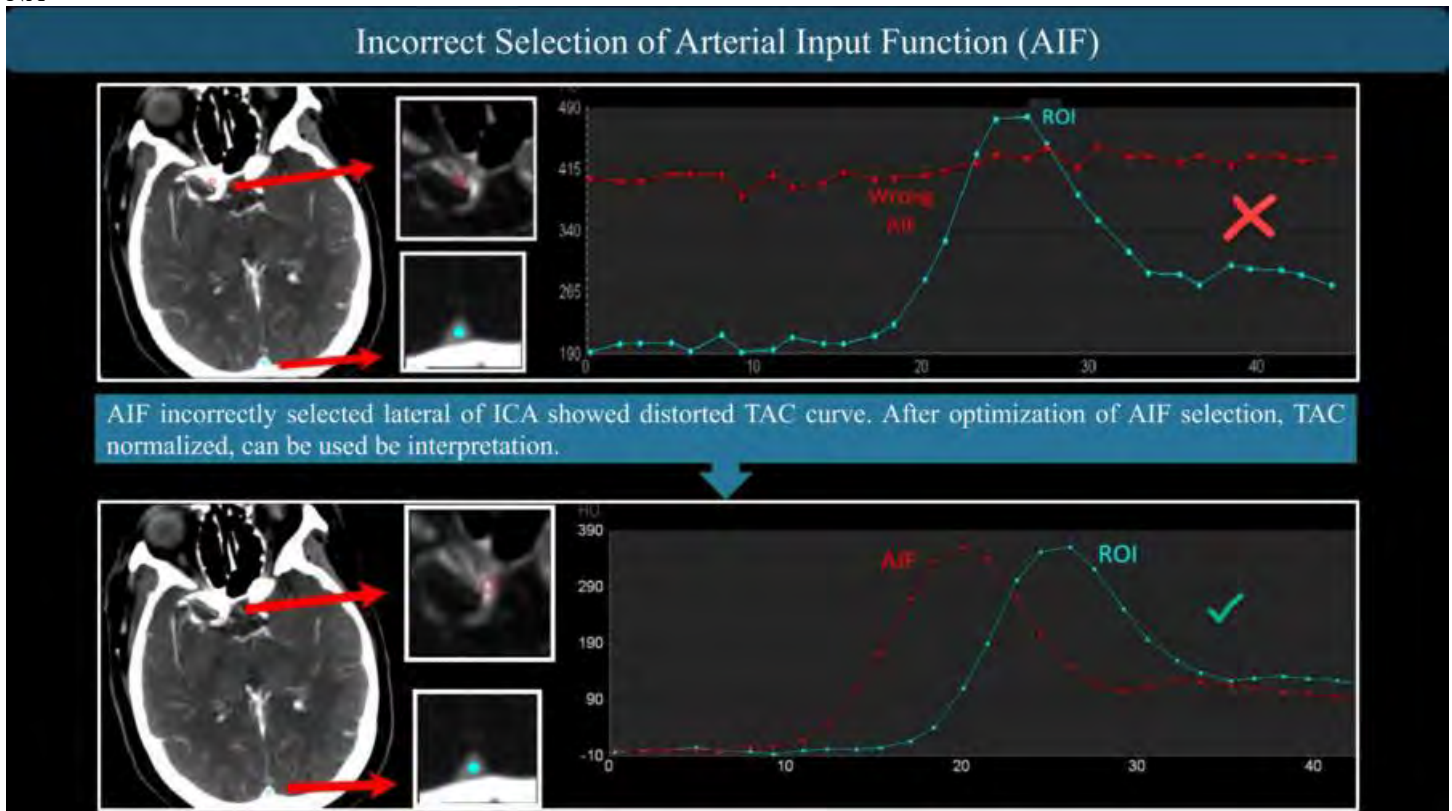 Incorrect Selection of Arterial Input Function (AIF)
490
415
340
265
190
ROI
Wrong
AIF
0
10
20
30
40
AIF incorrectly selected lateral of ICA showed distorted TAC curve. After optimization of AIF selection, TAC
normalized, can be used be interpretation.
HU
390
290
190
90
-10
AIF
ROI
0
10
20
30
40